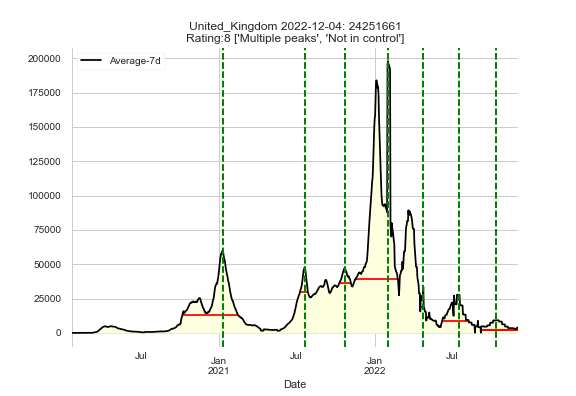 United_Kingdom 2022-12-04: 24251661
Rating:8 ['Multiple peaks', 'Not in control']
Average-7d
200000
175000
150000
125000
100000
75000
50000
25000
0
Jul
Jan
2021
Jul
Jan
2022
Jul
Date